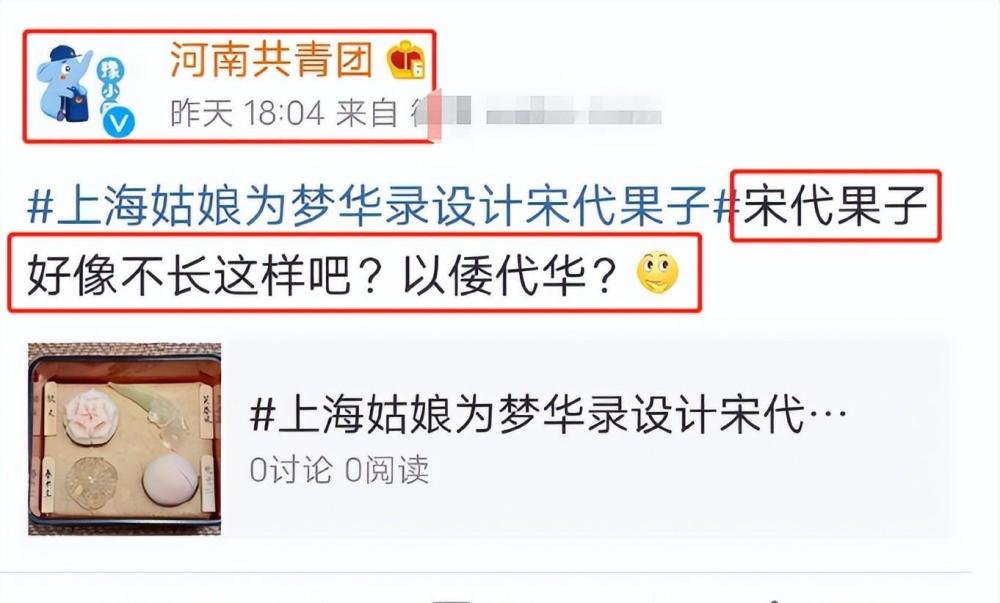 河南共青团
昨天 18:04 来自
#上海姑娘为梦华录设计宋代果子#宋代果子
好像不长这样吧？以倭代华？
#上海姑娘为梦华录设计宋代…
0讨论 0阅读